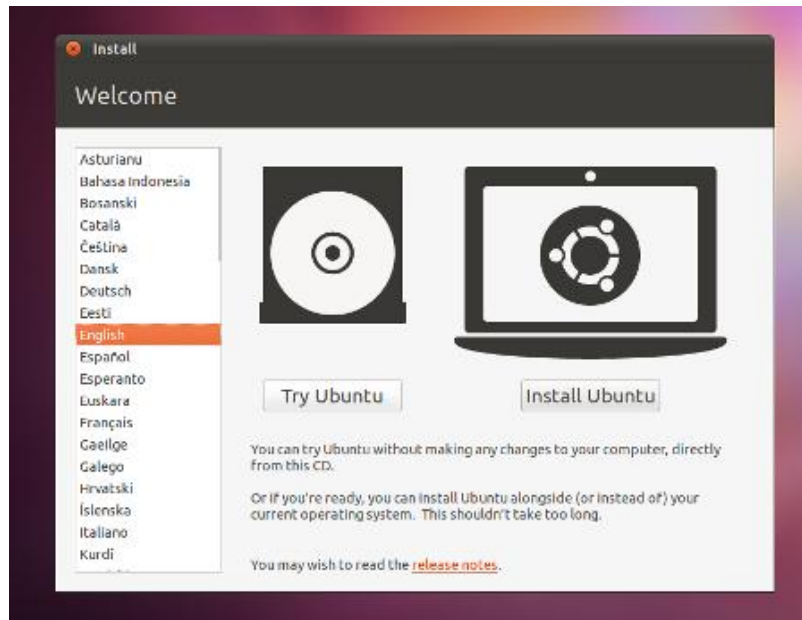 Install
Welcome
Asturianu
Bahasa Indonesia
Bosanski
Català
Čeština
Dansk
Deutsch
Eesti
English
Español
Esperanto
Euskara
Français
Gaeilge
Galego
Hrvatski
Íslenska
Italiano
Kurdî
Try Ubuntu
Install Ubuntu
You can try Ubuntu without making any changes to your computer, directly
from this CD.
Or if you're ready, you can install Ubuntu alongside (or instead of) your
current operating system. This shouldn't take too long.
You may wish to read the release notes.